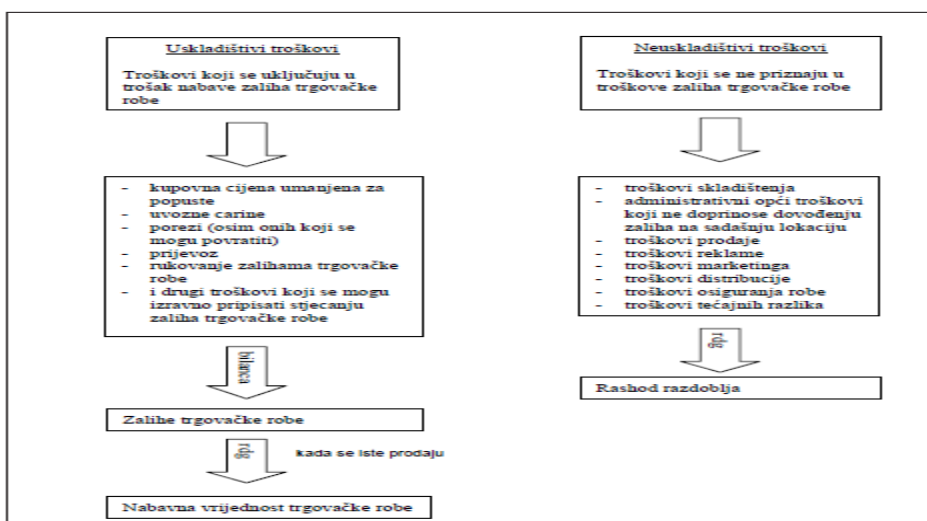 Uskladištivi troškovi
Troškovi koji se uključuju u
trošak nabave zaliha trgovačke
robe
- kupovna cijena umanjena za
popuste
- uvozne carine
- porezi (osim onih koji se
mogu povratiti)
- prijevoz
- rukovanje zalihama trgovačke
robe
- i drugi troškovi koji se mogu
izravno pripisati stjecanju
zaliha trgovačke robe
bilanca
Zalihe trgovačke robe
rdg
kada se iste prodaju
Nabavna vrijednost trgovačke robe
Neuskladištivi troškovi
Troškovi koji se ne priznaju u
troškove zaliha trgovačke robe
- troškovi skladištenja
- administrativni opći troškovi
koji ne doprinose dovođenju
zaliha na sadašnju lokaciju
- troškovi prodaje
- troškovi reklame
- troškovi marketinga
- troškovi distribucije
- troškovi osiguranja robe
- troškovi tećajnih razlika
rdg
Rashod razdoblja